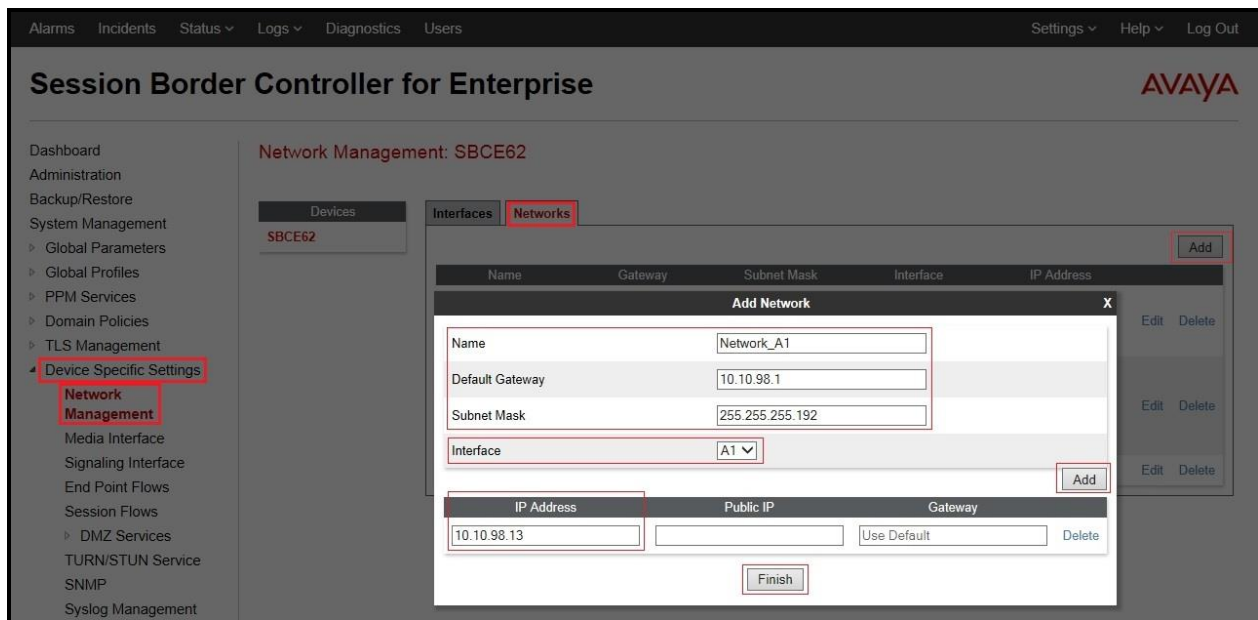 Alarms Incidents Status Logs Diagnostics Users Settings Help Log Out
Session Border Controller for Enterprise
AVAYA
Dashboard
Administration
Backup/Restore
System Management
Global Parameters
Global Profiles
PPM Services
Domain Policies
TLS Management
Device Specific Settings
Network
Management
Media Interface
Signaling Interface
End Point Flows
Session Flows
DMZ Services
TURN/STUN Service
SNMP
Syslog Management
Network Management: SBCE62
Devices
SBCE62
Interfaces Networks
Add
Name Gateway Subnet Mask Interface IP Address
Edit Delete
Edit Delete
Edit Delete
Add Network X
Name Network_A1
Default Gateway 10.10.98.1
Subnet Mask 255.255.255.192
Interface A1
Add
IP Address Public IP Gateway
10.10.98.13 Use Default Delete
Finish